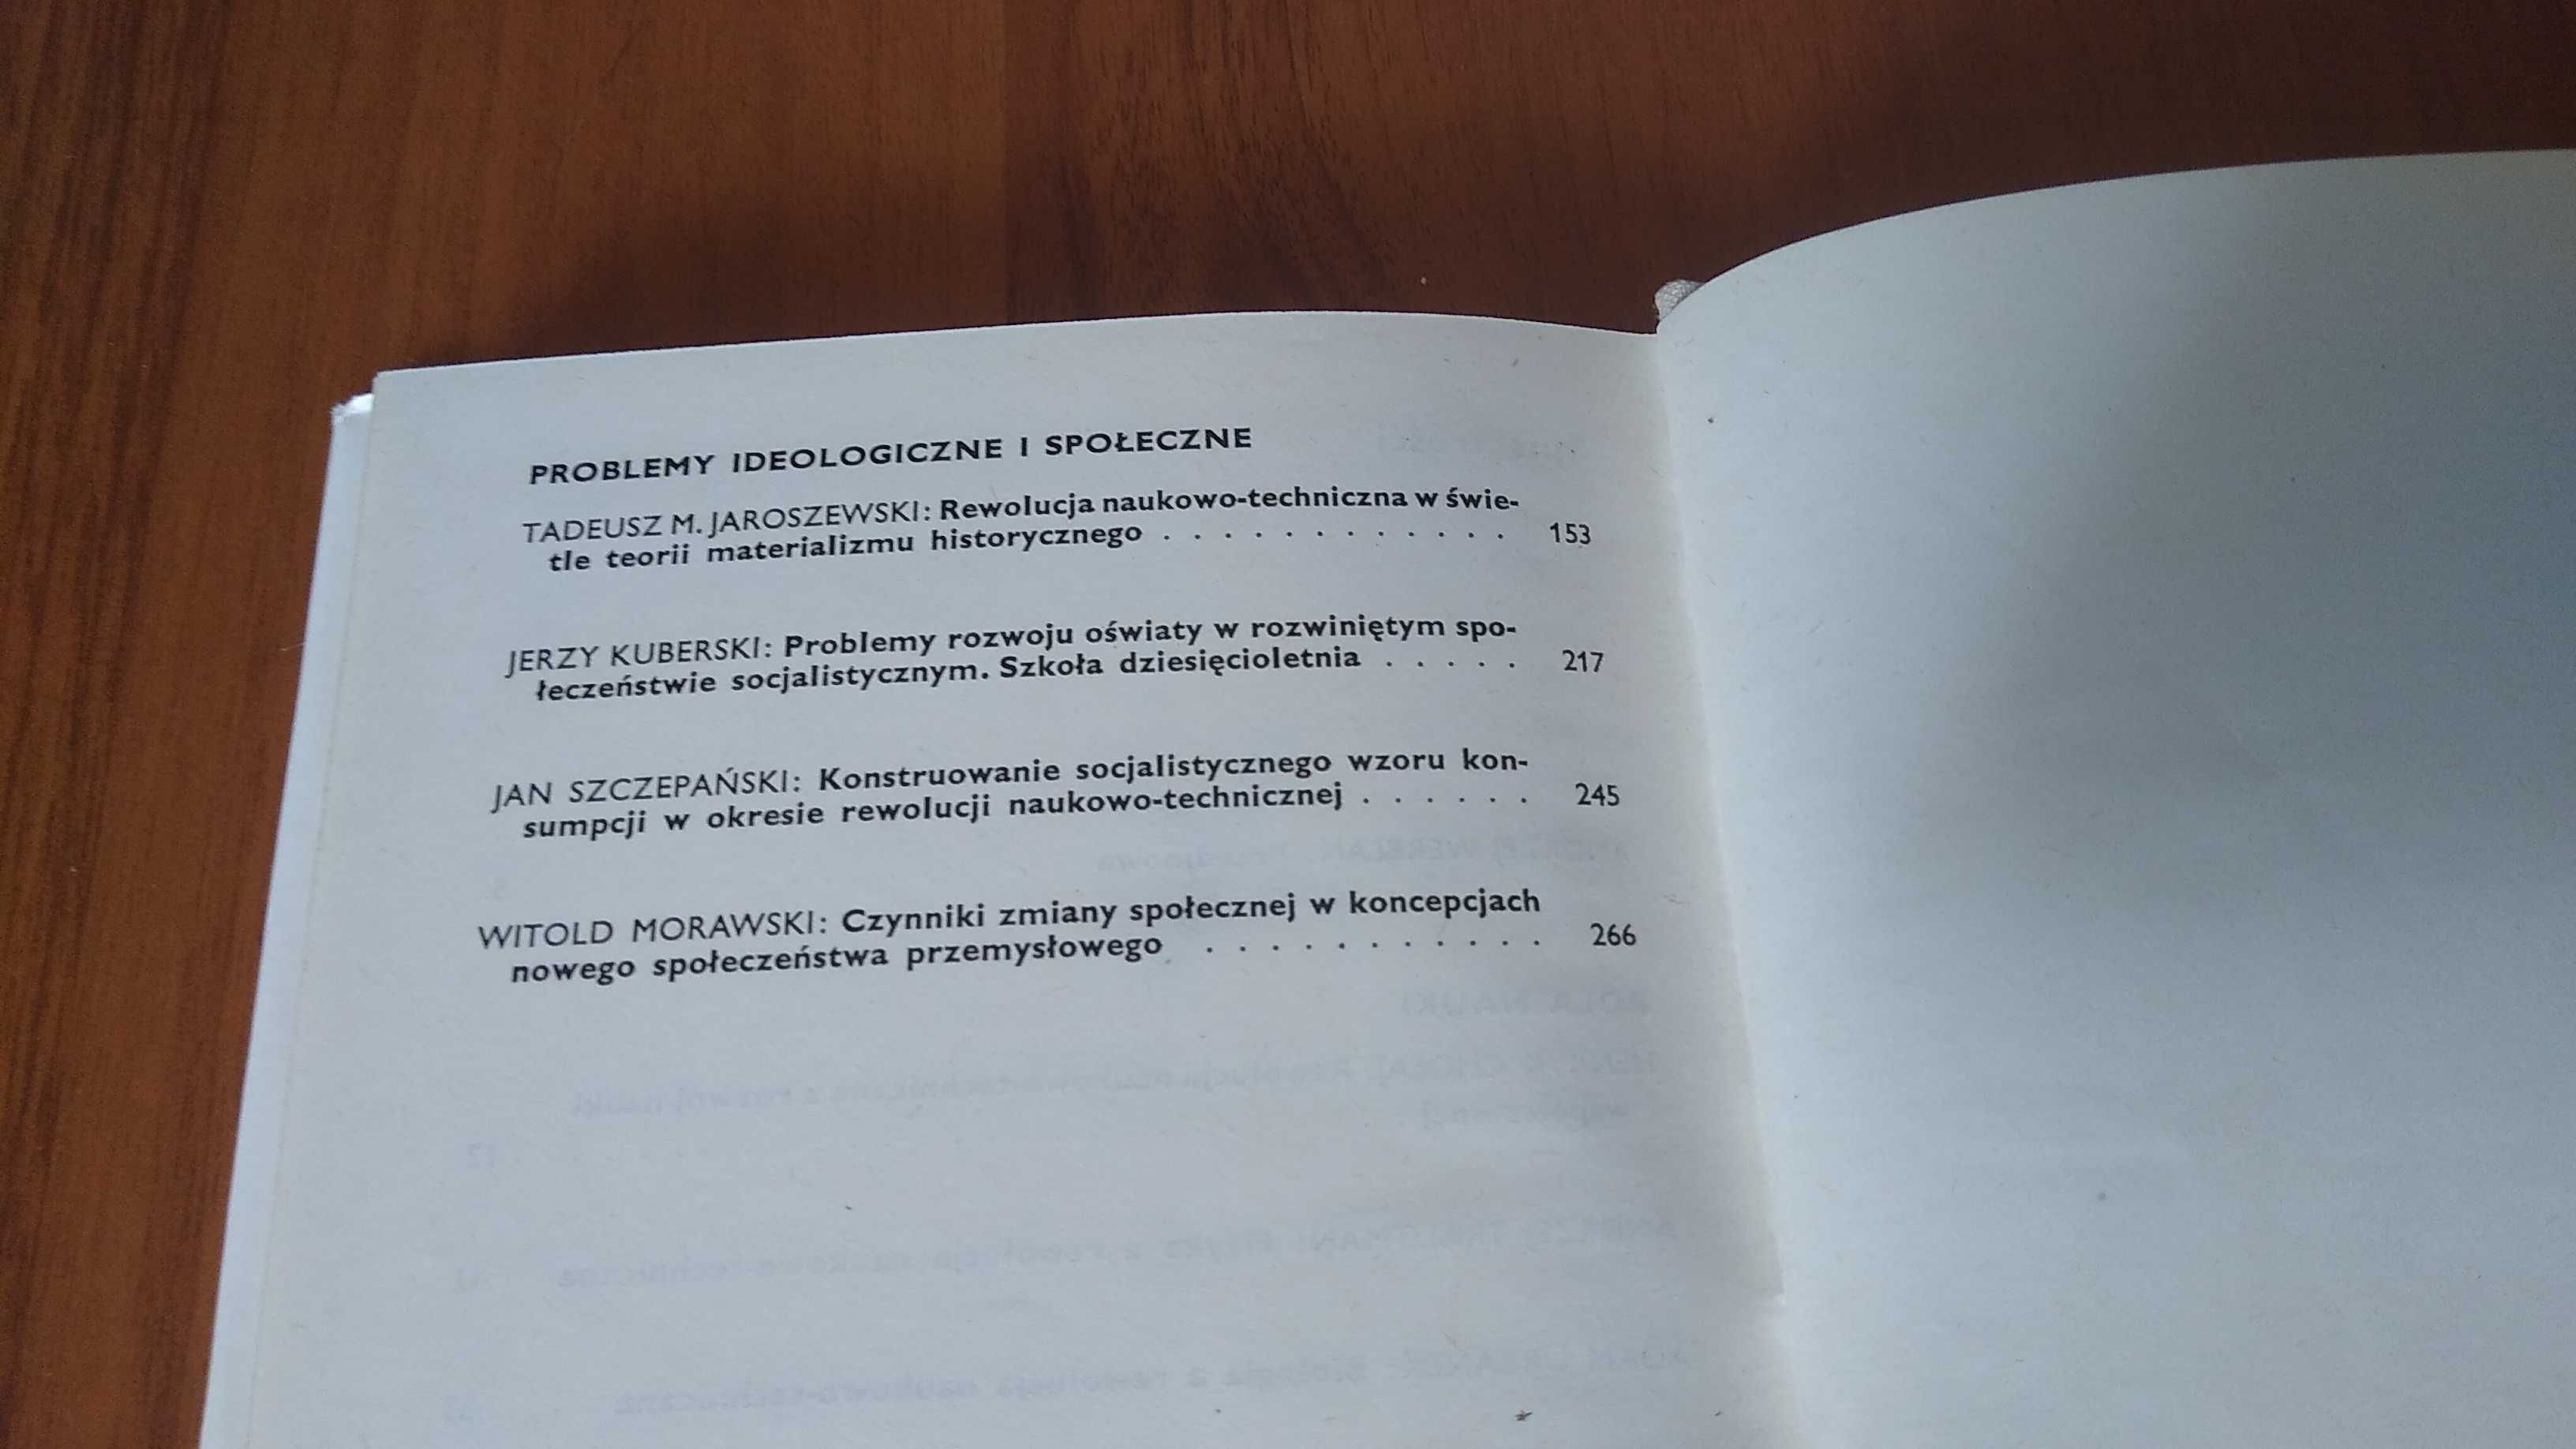 PROBLEMY IDEOLOGICZNE I SPOŁECZNE
TADEUSZ M. JAROSZEWSKI: Rewolucja naukowo-techniczna w świe-
tle teorii materializmu historycznego . . . . . . . . . . . . 153
JERZY KUBERSKI: Problemy rozwoju oświaty w rozwiniętym spo-
łeczeństwie socjalistycznym. Szkoła dziesięcioletnia . . . . . 217
JAN SZCZEPAŃSKI: Konstruowanie socjalistycznego wzoru kon-
sumpcji w okresie rewolucji naukowo-technicznej . . . . . . 245
WITOLD MORAWSKI: Czynniki zmiany społecznej w koncepcjach
nowego społeczeństwa przemysłowego . . . . . . . . . . . 266